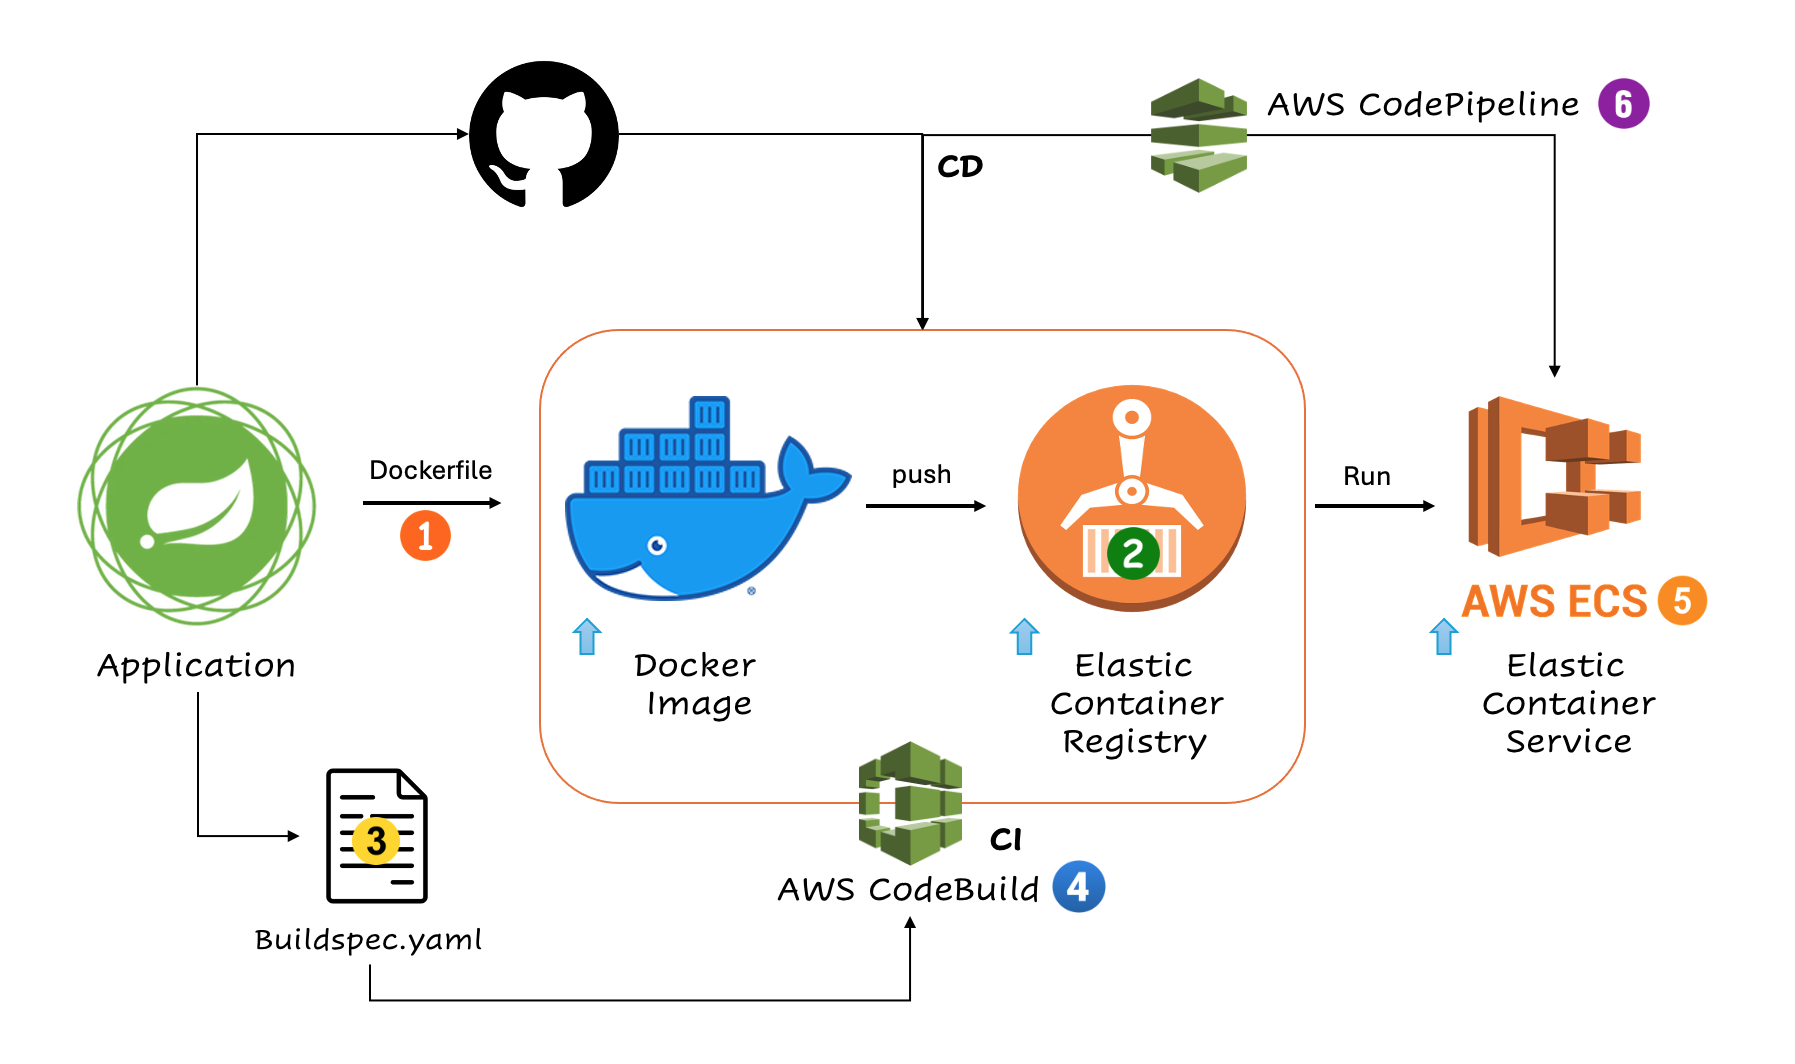 AWS CodePipeline 6
CD
Dockerfile
1
push
2
Run
AWS ECS 5
®
Application
Docker
Image
Elastic
Container
Registry
Elastic
Container
Service
3
CI
AWS CodeBuild 4
Buildspec.yaml